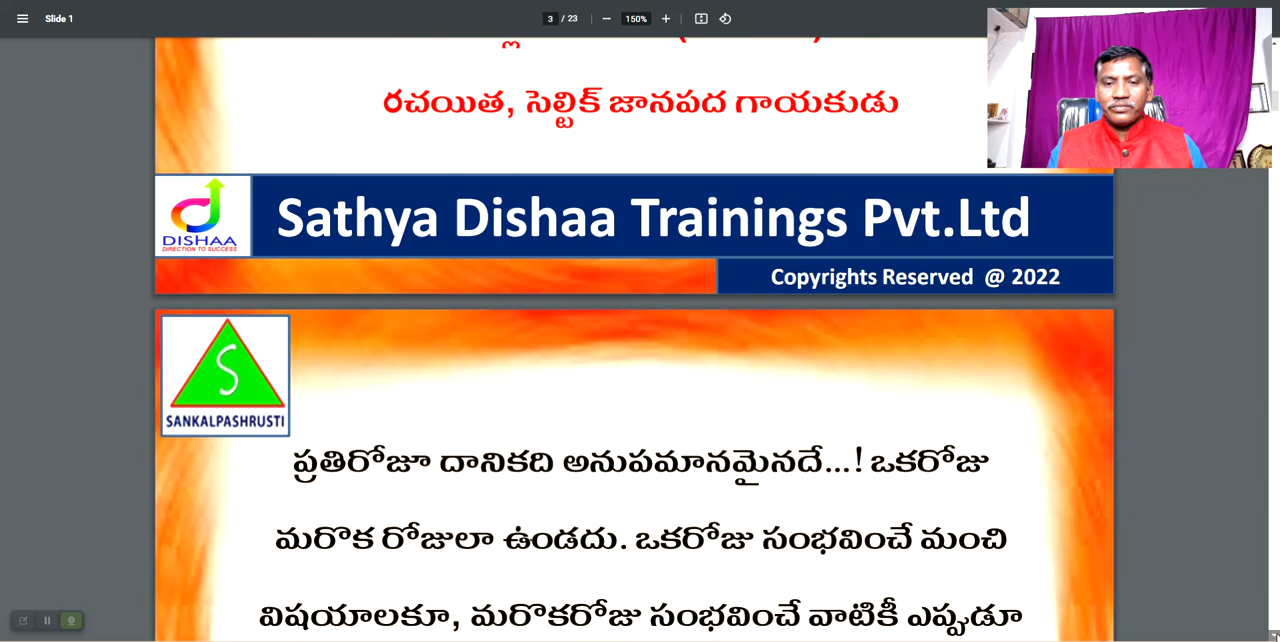 Slide 1
3 / 23
150%
రచయిత, సెల్టిక్ జానపద గాయకుడు
DISHAA
DIRECTION TO SUCCESS
Sathya Dishaa Trainings Pvt.Ltd
Copyrights Reserved @ 2022
S
SANKALPASHRUSTI
ప్రతిరోజూ దానికది అనుపమానమైనదే...! ఒకరోజు
మరొక రోజులా ఉండదు. ఒకరోజు సంభవించే మంచి
విషయాలకూ, మరొకరోజు సంభవించే వాటికీ ఎప్పుడూ